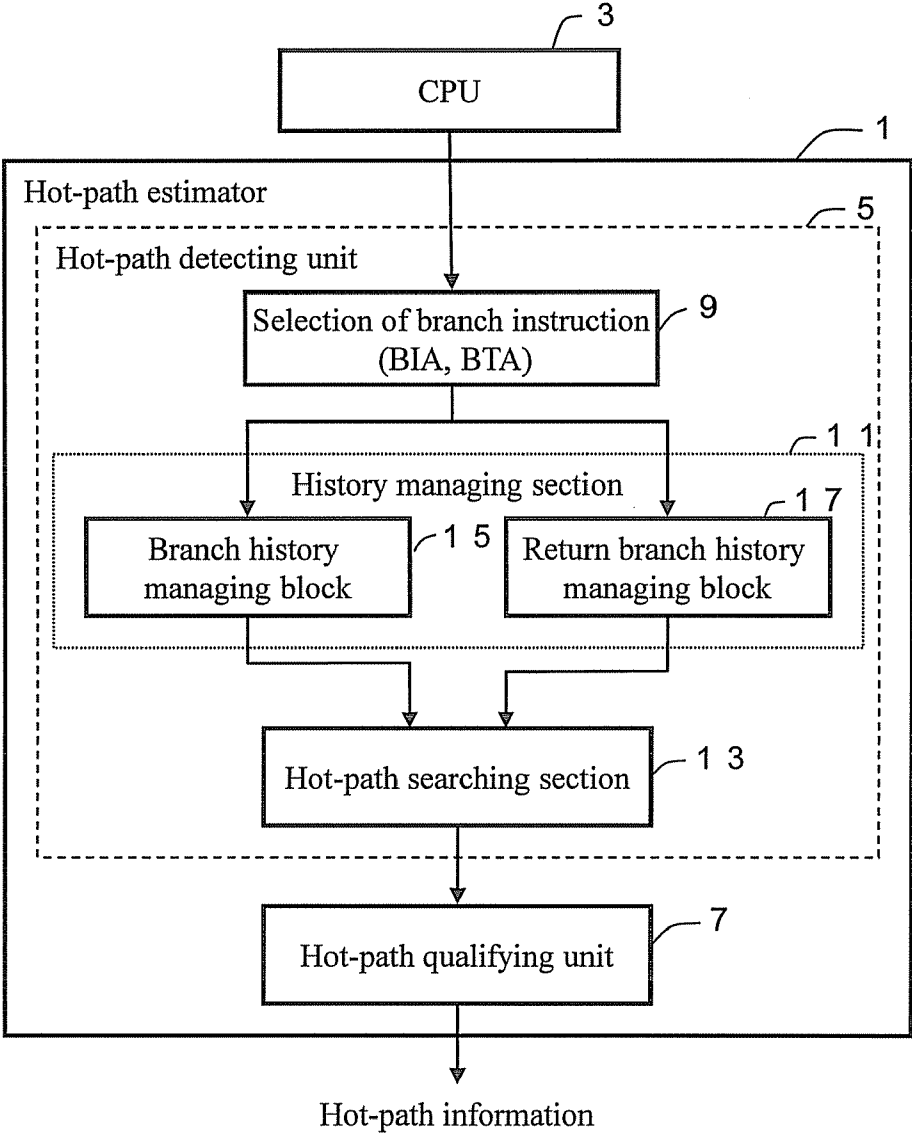 3
CPU
1
Hot-path estimator
5
Hot-path detecting unit
Selection of branch instruction
(BIA, BTA)
9
1 1
History managing section
1 7
Branch history
managing block
1 5
Return branch history
managing block
Hot-path searching section
1 3
7
Hot-path qualifying unit
Hot-path information